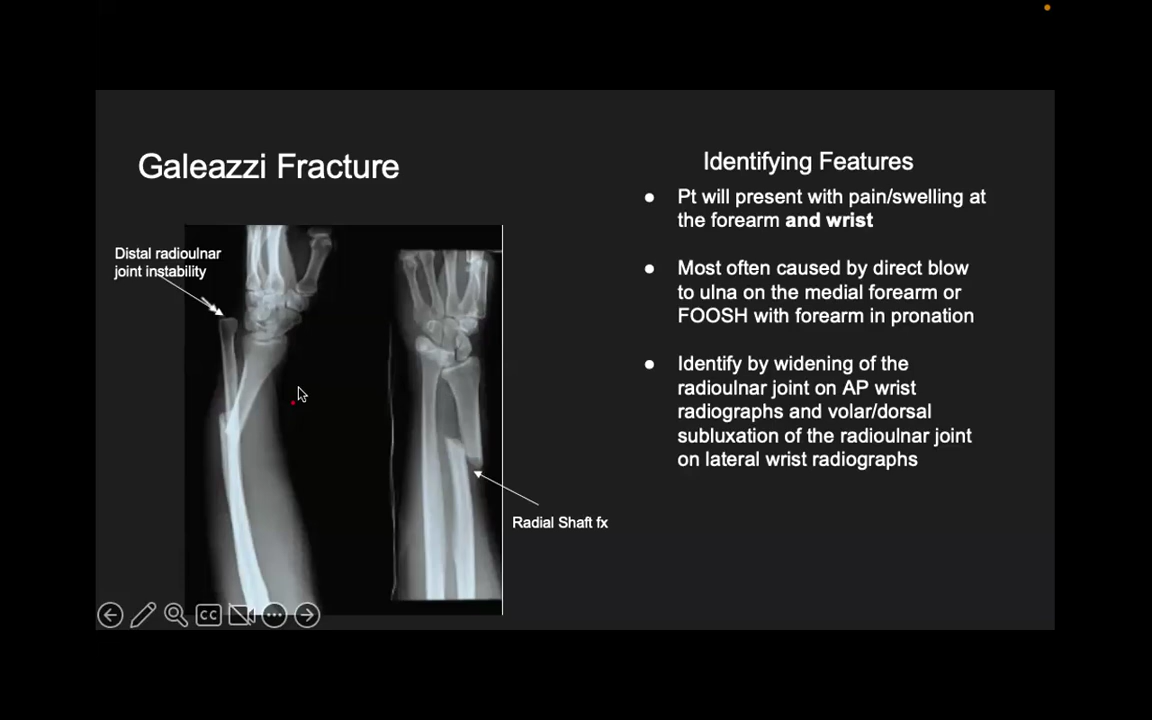 Galeazzi Fracture
Distal radioulnar
joint instability
Radial Shaft fx
Identifying Features
● Pt will present with pain/swelling at
the forearm and wrist
● Most often caused by direct blow
to ulna on the medial forearm or
FOOSH with forearm in pronation
● Identify by widening of the
radioulnar joint on AP wrist
radiographs and volar/dorsal
subluxation of the radioulnar joint
on lateral wrist radiographs
CC